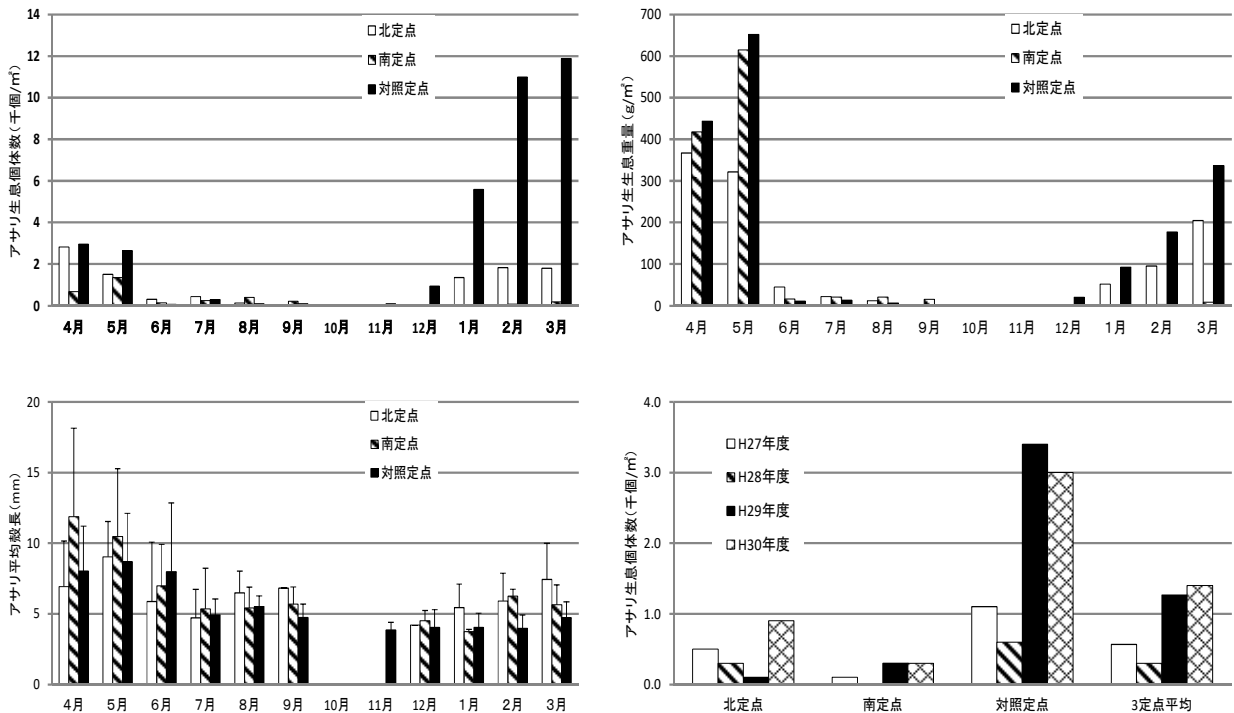 アサリ生息個体数(千個/㎡)
14
12
10
8
6
4
2
0
北定点
南定点
対照定点
4月 5月 6月 7月 8月 9月 10月 11月 12月 1月 2月 3月
アサリ生生息重量(g/㎡)
700
600
500
400
300
200
100
0
北定点
南定点
対照定点
4月 5月 6月 7月 8月 9月 10月 11月 12月 1月 2月 3月
アサリ平均殻長(mm)
20
15
10
5
0
北定点
南定点
対照定点
4月 5月 6月 7月 8月 9月 10月 11月 12月 1月 2月 3月
アサリ生息個体数(千個/㎡)
4.0
3.0
2.0
1.0
0.0
H27年度
H28年度
H29年度
H30年度
北定点 南定点 対照定点 3定点平均